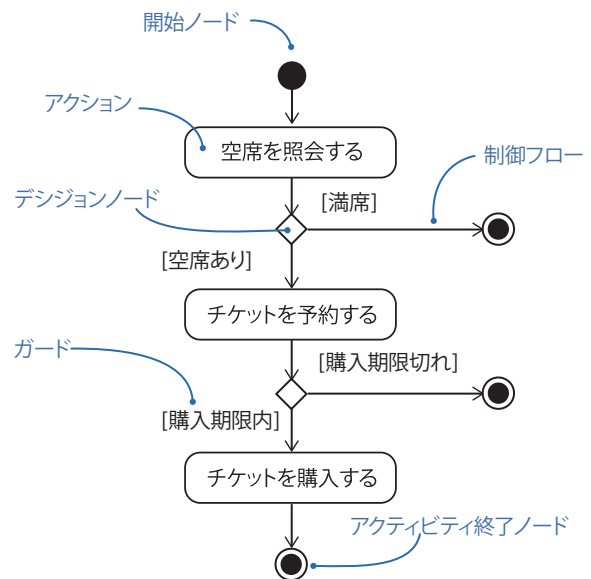 開始ノード
アクション
空席を照会する
制御フロー
デシジョンノード
[満席]
[空席あり]
チケットを予約する
ガード
[購入期限切れ]
[購入期限内]
チケットを購入する
アクティビティ終了ノード